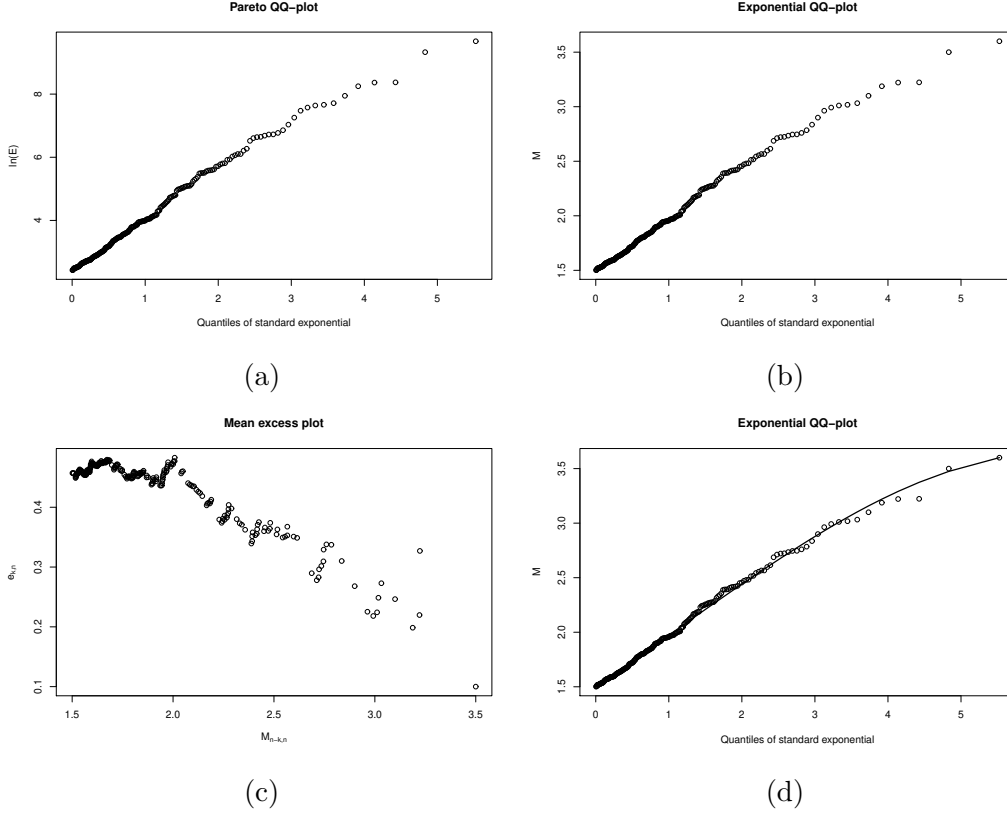 Pareto QQ−plot
ln(E)
8
6
4
0 1 2 3 4 5
Quantiles of standard exponential
(a)
Exponential QQ−plot
M
3.5
3.0
2.5
2.0
1.5
0 1 2 3 4 5
Quantiles of standard exponential
(b)
Mean excess plot
e_{k,n}
0.4
0.3
0.2
0.1
1.5 2.0 2.5 3.0 3.5
M_{n−k,n}
(c)
Exponential QQ−plot
M
3.5
3.0
2.5
2.0
1.5
0 1 2 3 4 5
Quantiles of standard exponential
(d)